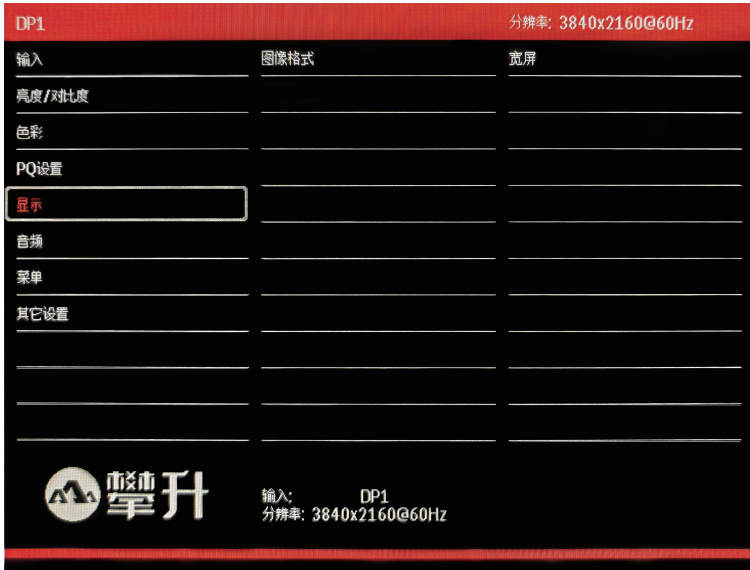 DP1 分辨率: 3840x2160@60Hz
输入 图像格式 宽屏
亮度/对比度
色彩
PQ设置
显示
音频
菜单
其它设置
攀升
输入: DP1
分辨率: 3840x2160@60Hz